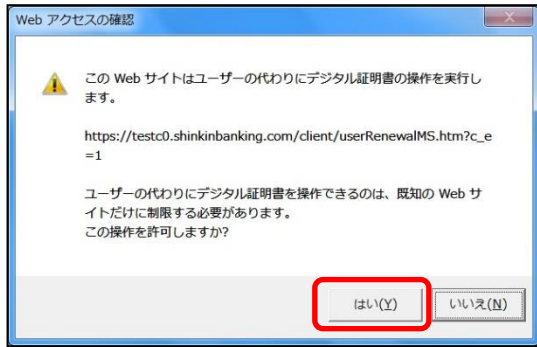 Web アクセスの確認
この Web サイトはユーザーの代わりにデジタル証明書の操作を実行し
ます。
https://testc0.shinkinbanking.com/client/userRenewalMS.htm?c_e
=1
ユーザーの代わりにデジタル証明書を操作できるのは、既知の Web サ
イトだけに制限する必要があります。
この操作を許可しますか?
はい(Y) いいえ(N)